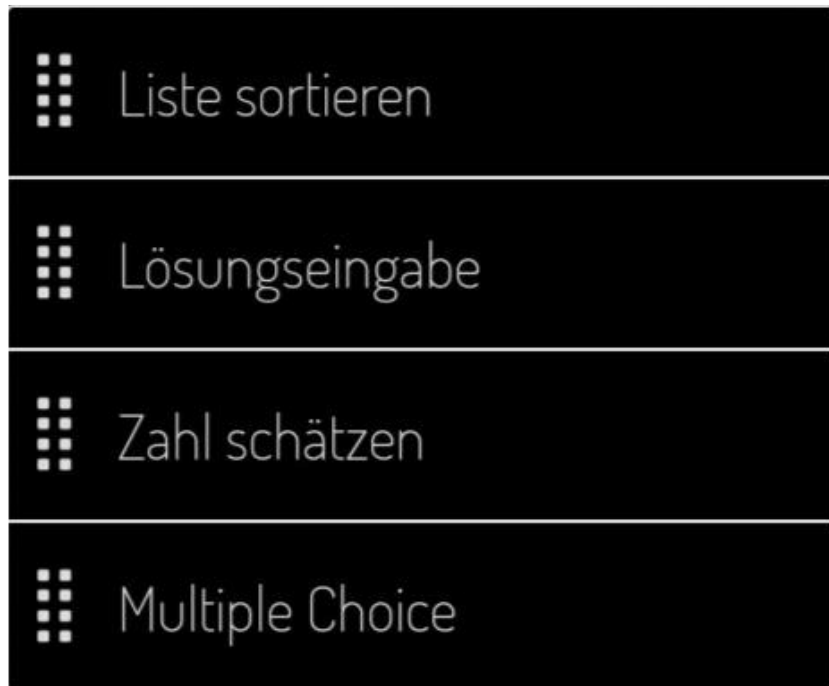 Liste sortieren
Lösungseingabe
Zahl schätzen
Multiple Choice